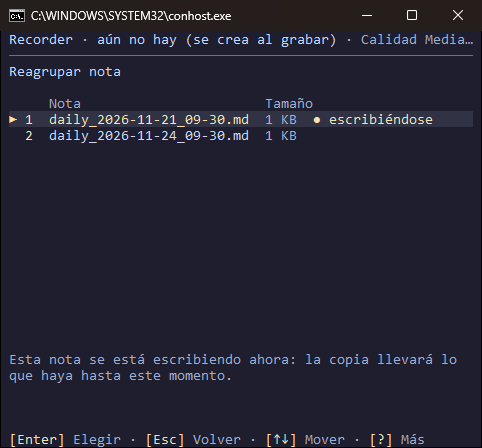 C:\WINDOWS\SYSTEM32\conhost.exe
Recorder · aún no hay (se crea al grabar) · Calidad Media…
Reagrupar nota
Nota Tamaño
► 1 daily_2026-11-21_09-30.md 1 KB ● escribiéndose
2 daily_2026-11-24_09-30.md 1 KB
Esta nota se está escribiendo ahora: la copia llevará lo
que haya hasta este momento.
[Enter] Elegir · [Esc] Volver · [↑↓] Mover · [?] Más